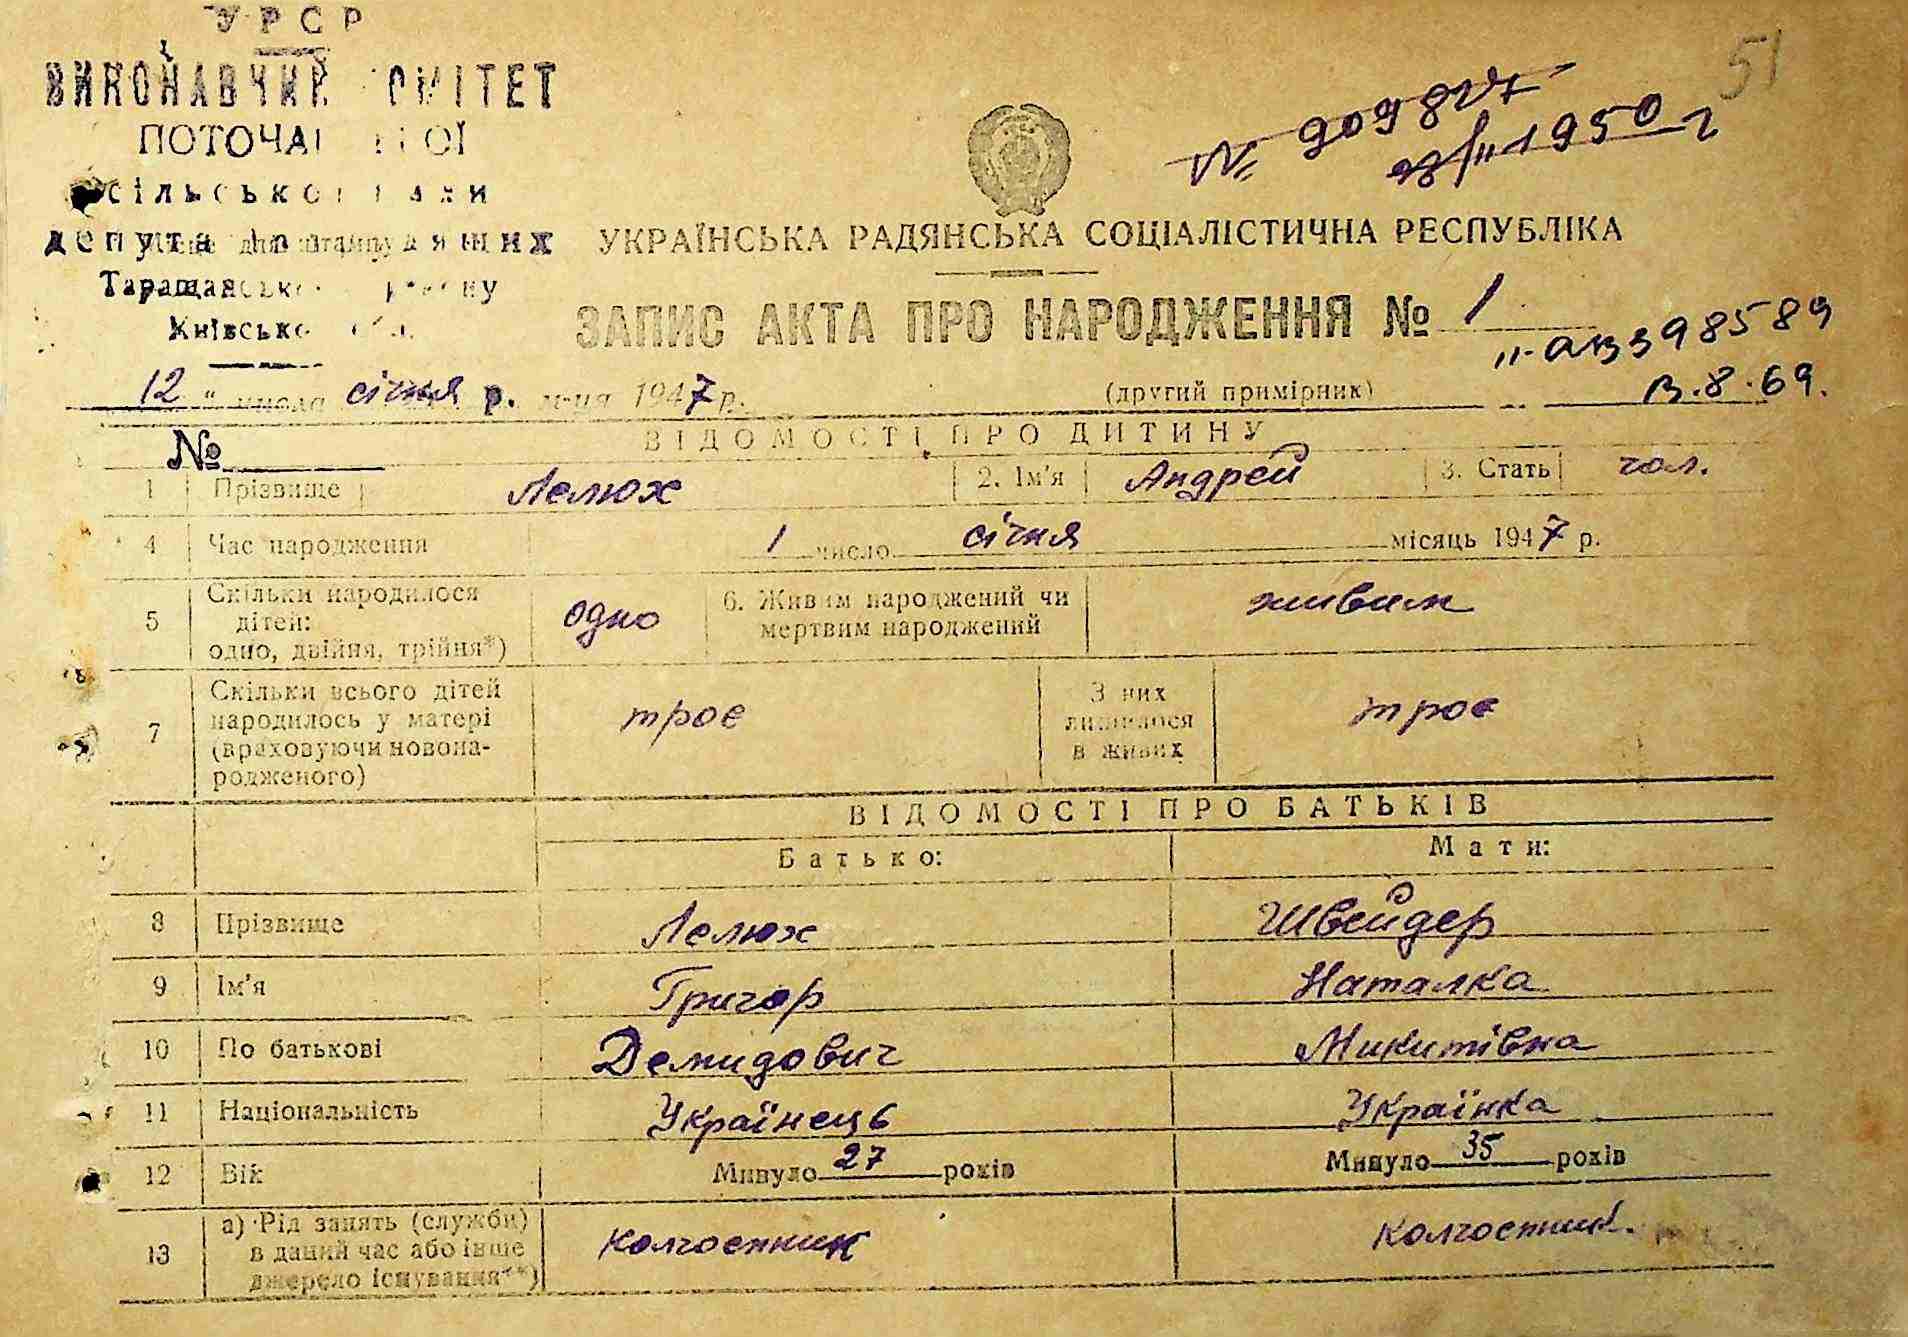 УРСР
ВИКОНАВЧИЙ КОМІТЕТ
сільської Ради
депутатів трудящих
Таращанського району
Київської обл.
51
№ 909827
1950 г
УКРАЇНСЬКА РАДЯНСЬКА СОЦІАЛІСТИЧНА РЕСПУБЛІКА
ЗАПИС АКТА ПРО НАРОДЖЕННЯ № 1
398589
8.69.
12 " числа січня р. м-ця 1947 р.
(другий примірник)
№
ВІДОМОСТІ ПРО ДИТИНУ
1 Прізвище Лелюх 2. Ім'я Андрей 3. Стать чол.
4 Час народження 1 число січня місяць 1947 р.
5 Скільки народилося дітей: одно, двійня, трійня*) одно 6. Живим народжений чи мертвим народжений живим
7 Скільки всього дітей народилось у матері (враховуючи новонародженого) троє З них лишилося в живих троє
ВІДОМОСТІ ПРО БАТЬКІВ
Батько: Мати:
8 Прізвище Лелюх Швейдер
9 Ім'я Григор Наталка
10 По батькові Демидович Микитівна
11 Національність Українець Українка
12 Вік Минуло 27 років Минуло 35 років
13 а) Рід занять (служби) в даний час або інше джерело існування**) колгоспник колгоспник.